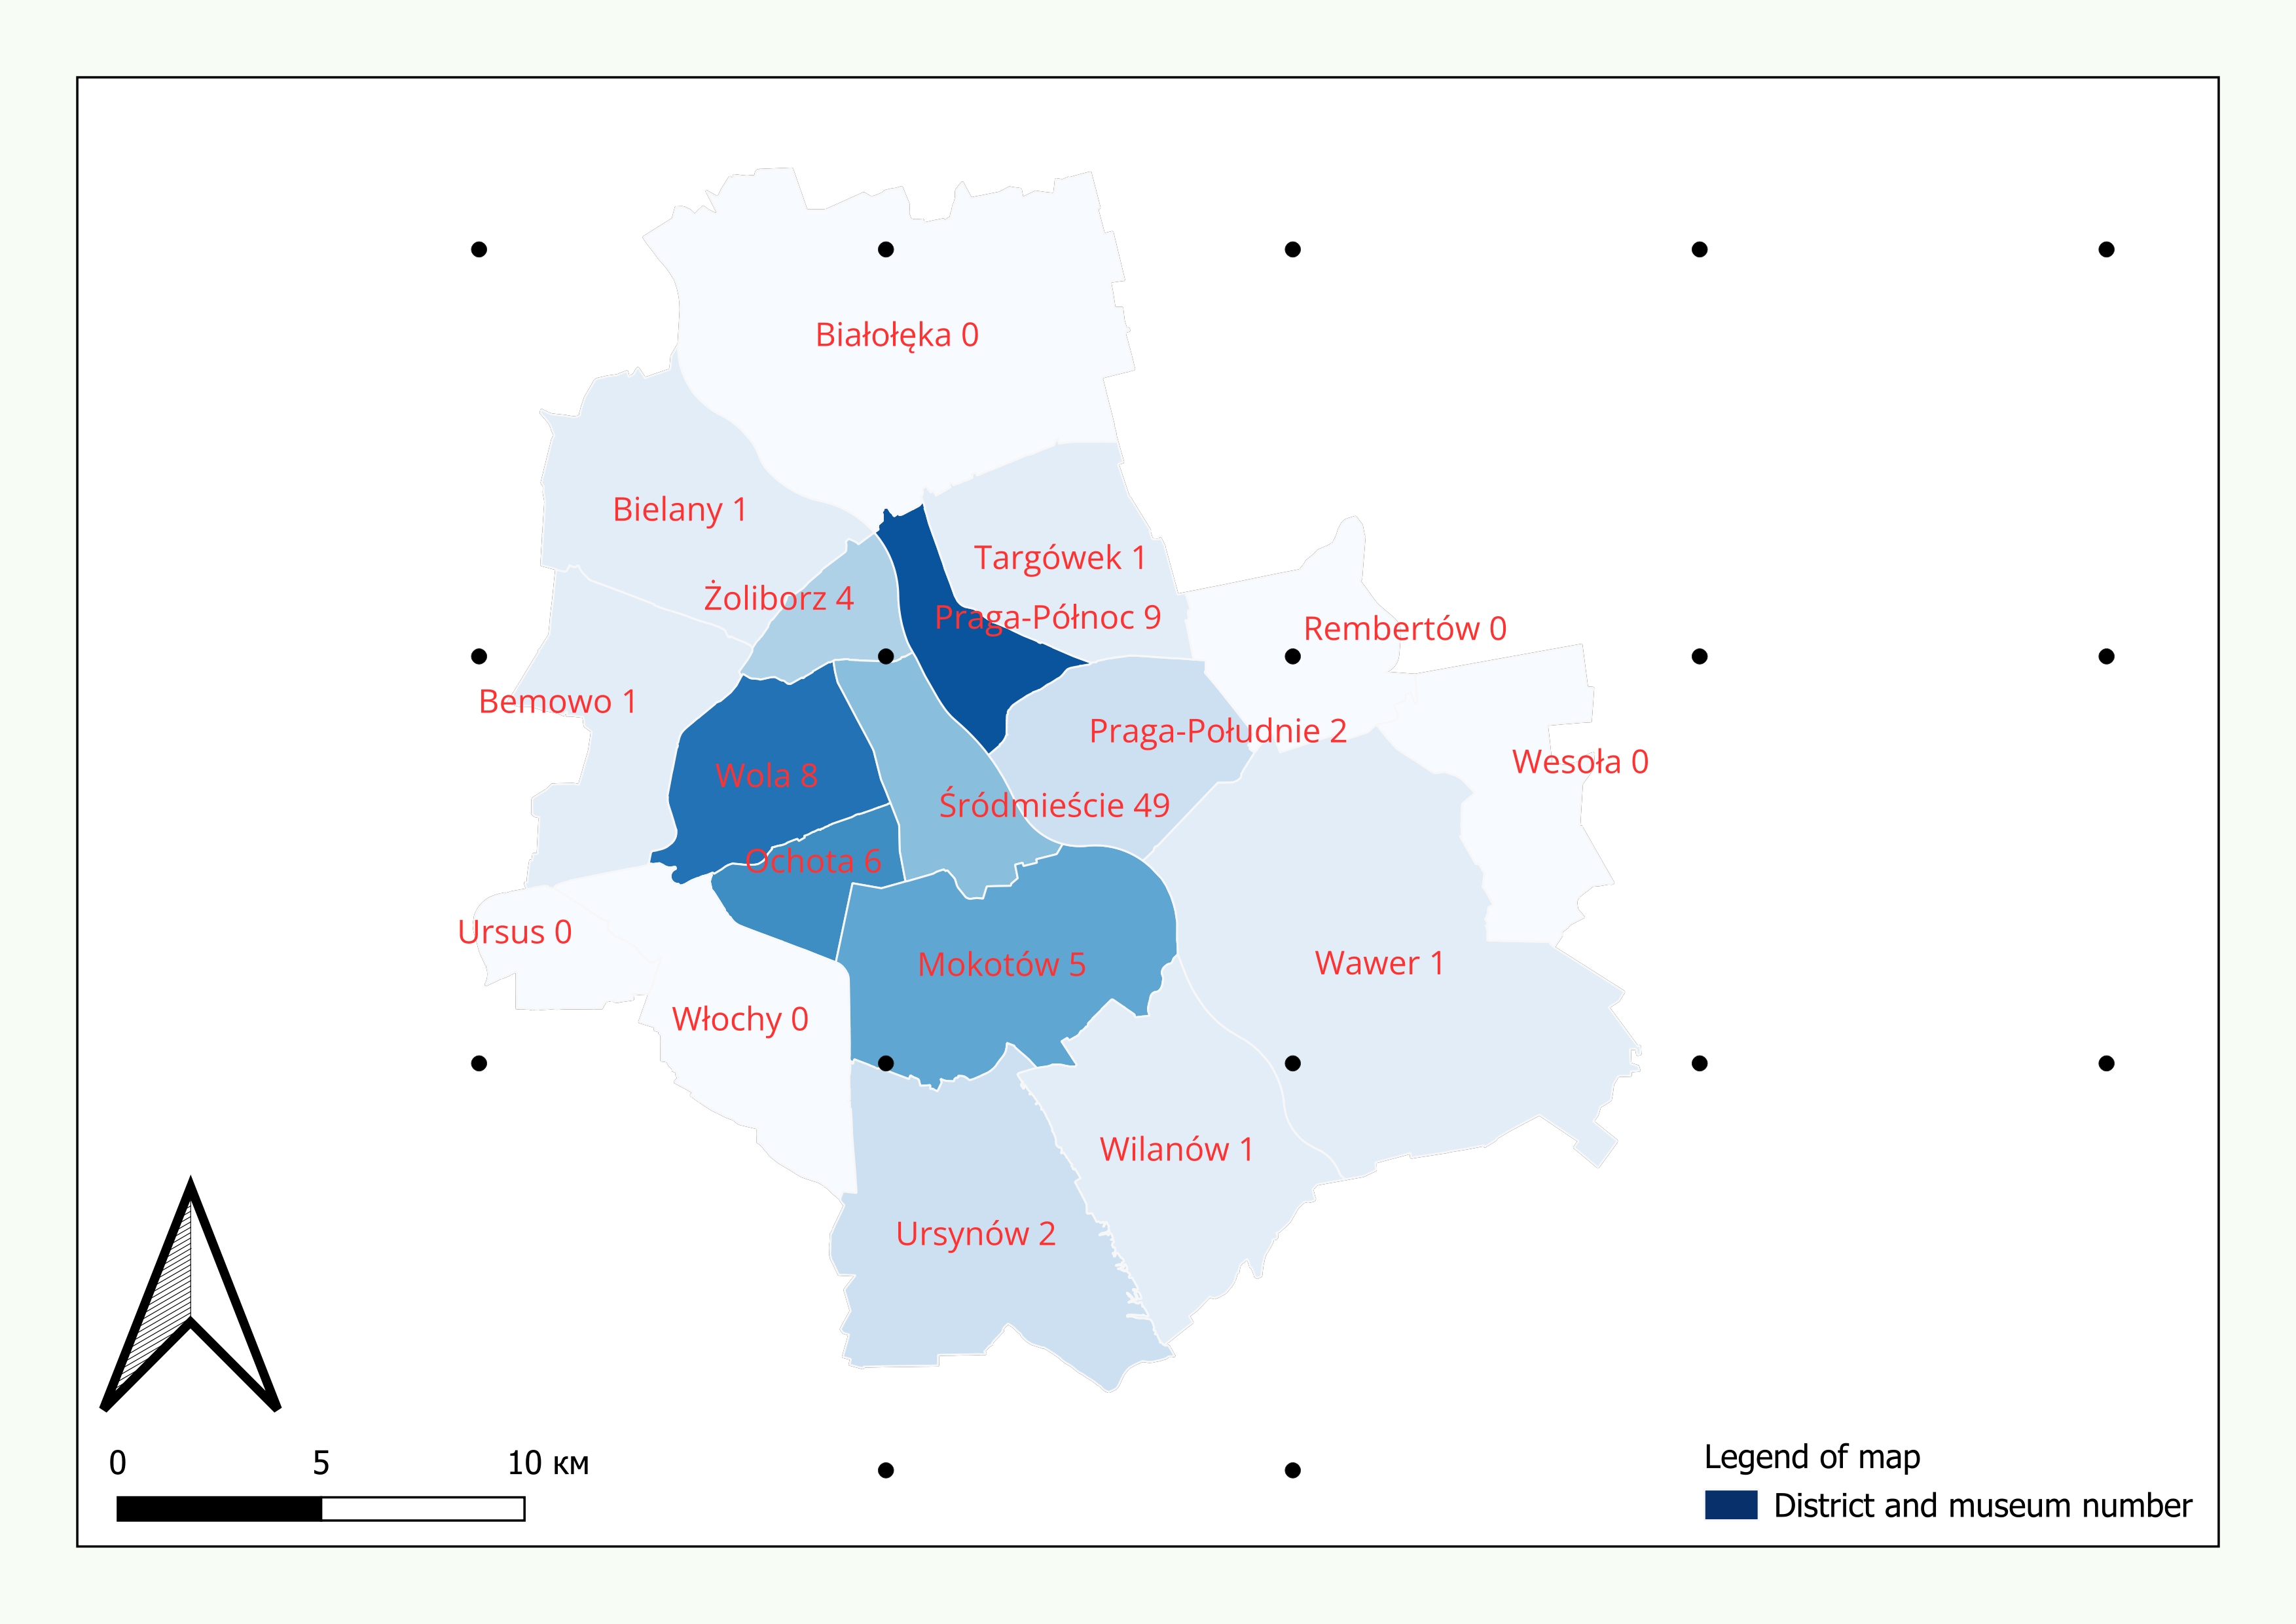 Białołęka 0
Bielany 1
Targówek 1
Żoliborz 4
Praga-Północ 9
Rembertów 0
Bemowo 1
Praga-Południe 2
Wesoła 0
Wola 8
Śródmieście 49
Ochota 6
Ursus 0
Mokotów 5
Wawer 1
Włochy 0
Wilanów 1
Ursynów 2
0 5 10 км
Legend of map
District and museum number